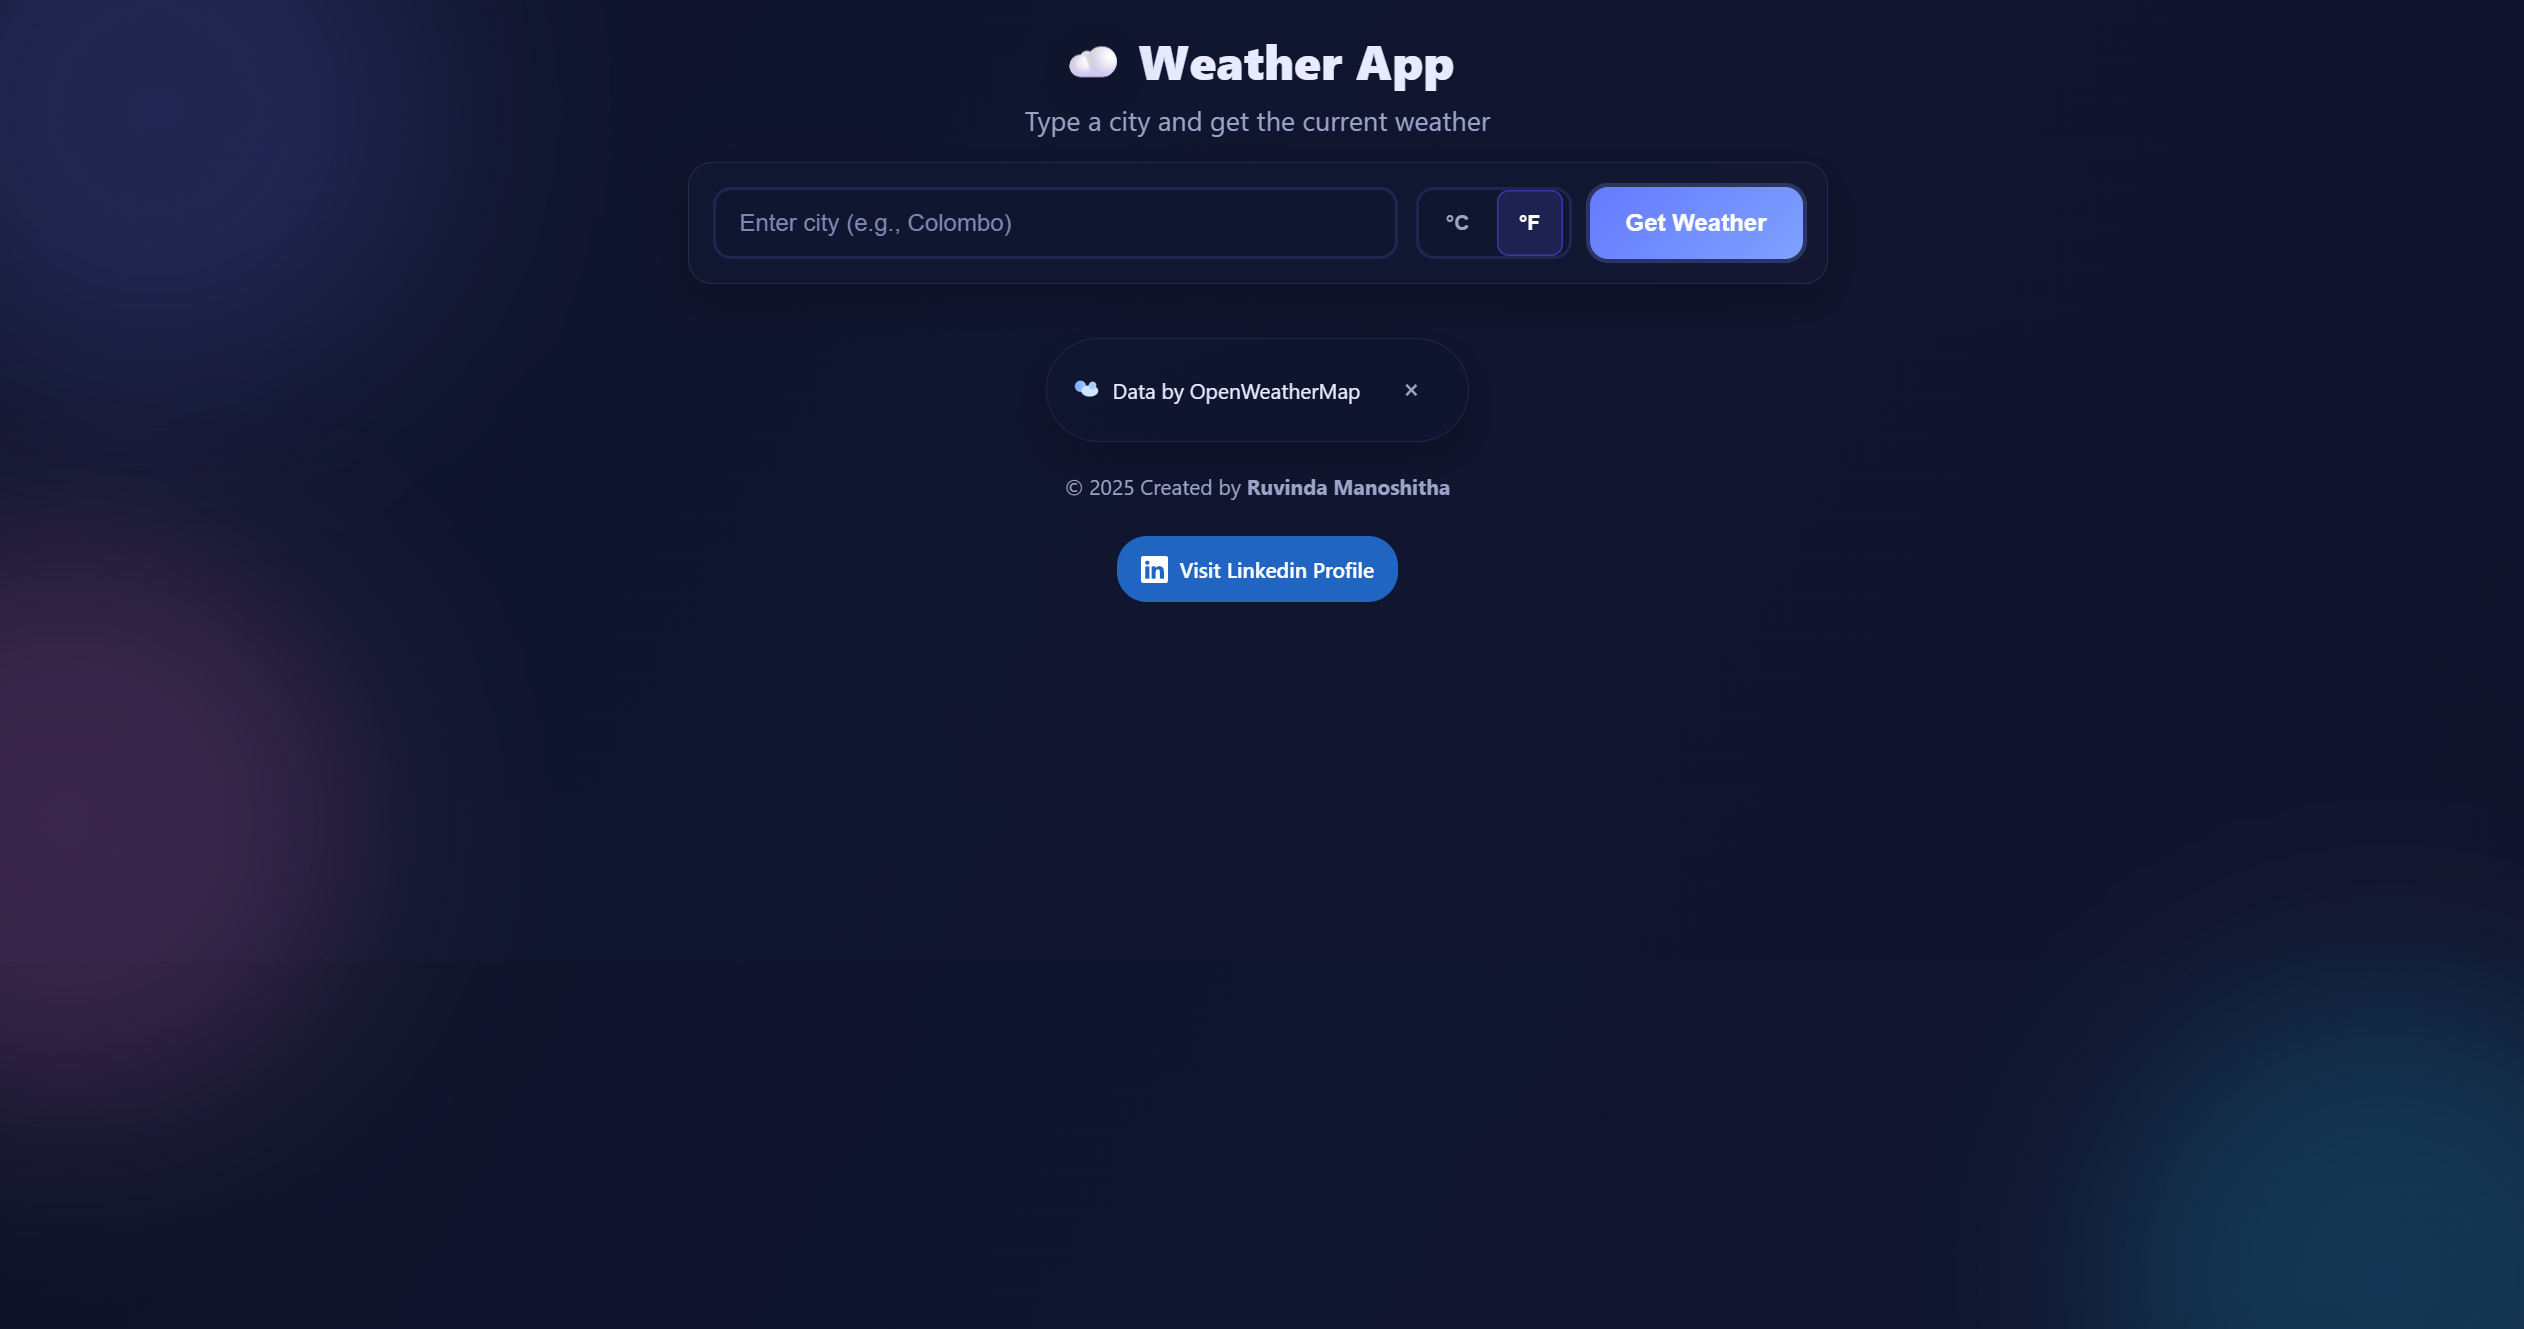 Weather App
Type a city and get the current weather
Enter city (e.g., Colombo)
°C
°F
Get Weather
Data by OpenWeatherMap
×
© 2025 Created by Ruvinda Manoshitha
in
Visit Linkedin Profile